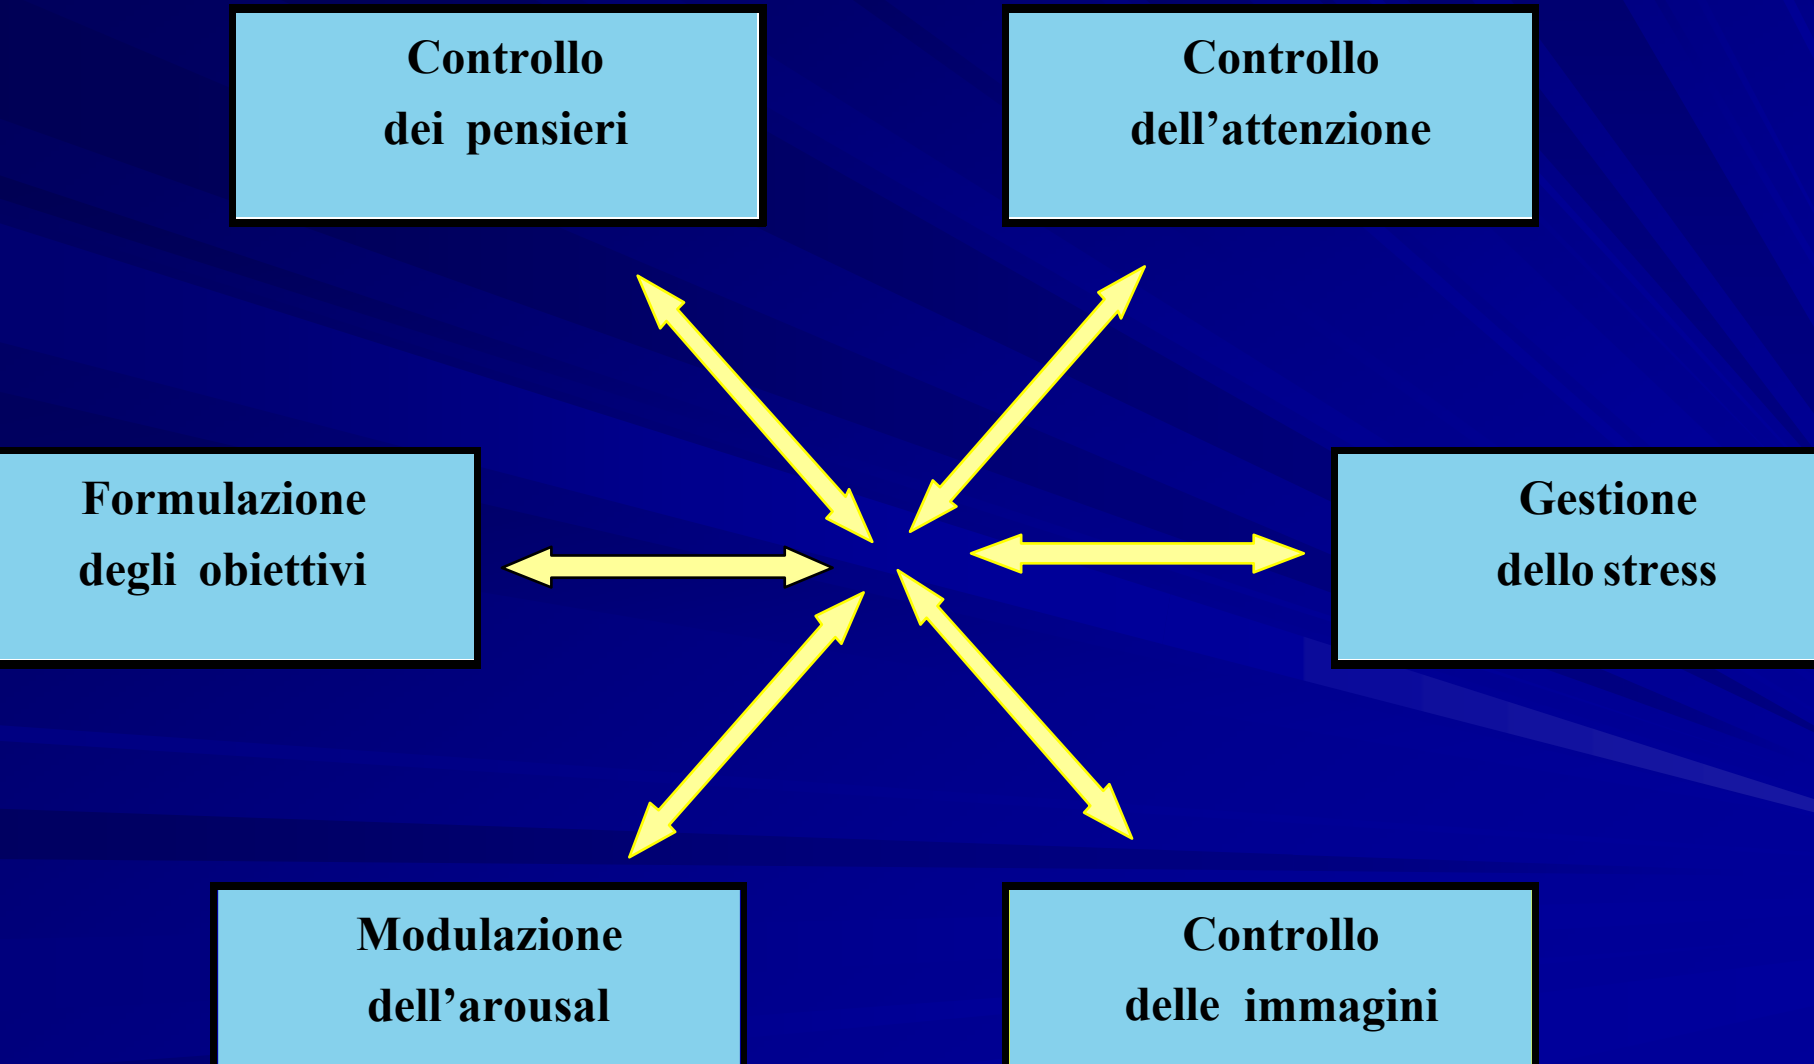 Controllo
dei pensieri
Controllo
dell’attenzione
Formulazione
degli obiettivi
Gestione
dello stress
Modulazione
dell’arousal
Controllo
delle immagini